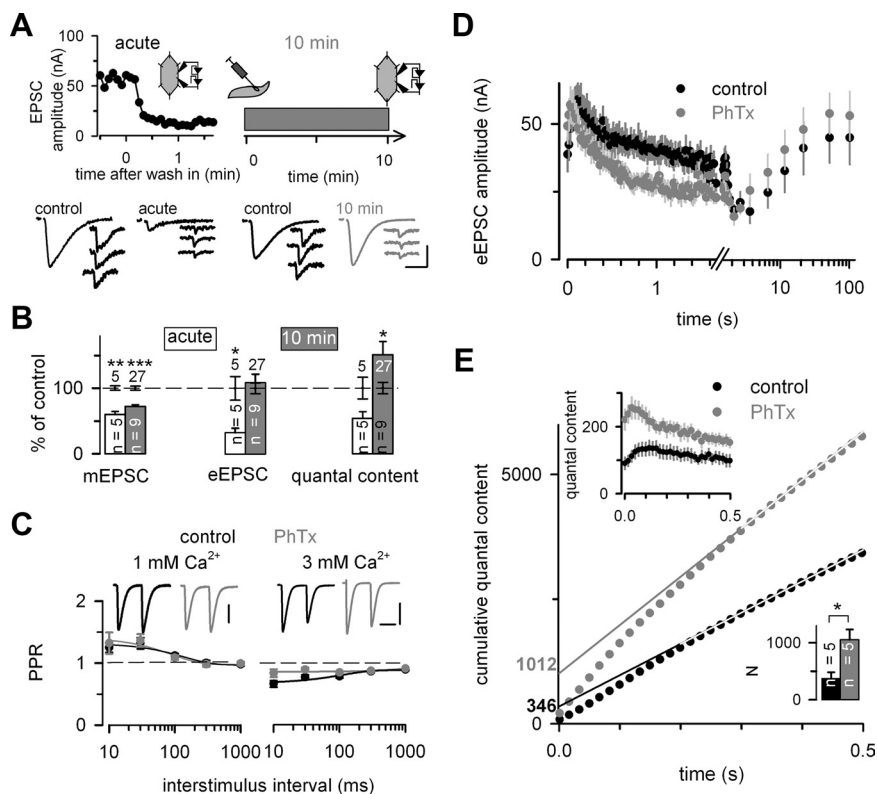 A
acute
10 min
EPSC
amplitude (nA)
100
50
0
0
1
time after wash in (min)
0
10
time (min)
control
acute
control
10 min
B
acute
10 min
% of control
100
0
** ***
5 27
n = 5
n = 9
mEPSC
*
5 27
n = 5
n = 9
eEPSC
*
5 27
n = 5
n = 9
quantal content
C
control PhTx
1 mM Ca2+
3 mM Ca2+
PPR
2
1
0
10 100 1000
10 100 1000
interstimulus interval (ms)
D
control
PhTx
eEPSC amplitude (nA)
50
0
0 1 10 100
time (s)
E
control
PhTx
quantal content
200
0
0.0 0.5
cumulative quantal content
5000
1012
346
0
N
1000
0
*
n = 5
n = 5
0.0 0.5
time (s)